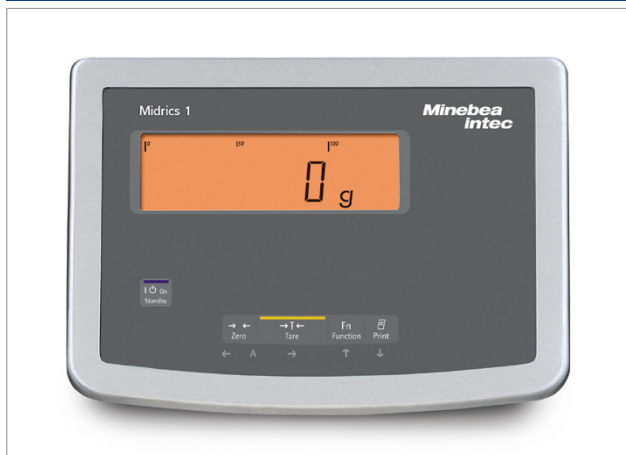 Midrics 1
Minebea
intec
0 50 100
0 g
I ⏻ On
Standby
→ ← →T← Fn
Zero Tare Function Print
← A → ↑ ↓